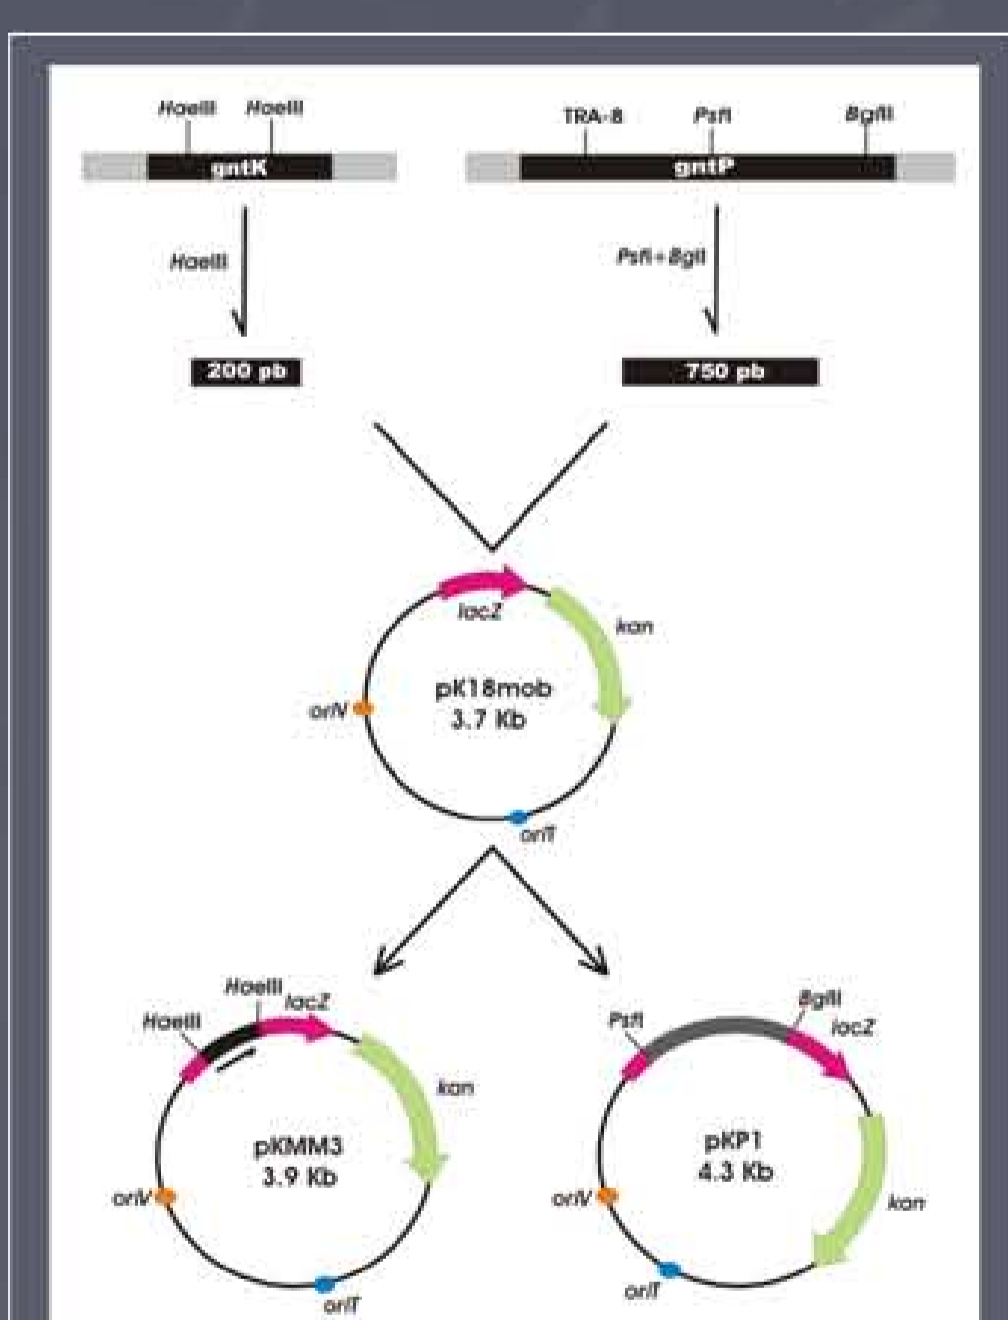 HaeIII HaeIII
gntK
HaeIII
200 pb
TRA-8 PstI BglII
gntP
PstI+BglII
750 pb
lacZ
kan
pK18mob
3.7 Kb
oriV
oriT
HaeIII
HaeIII
lacZ
kan
pKMM3
3.9 Kb
oriV
oriT
PstI
BglII
lacZ
pKP1
4.3 Kb
oriV
kan
oriT